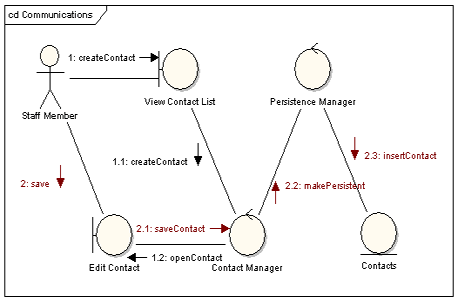 cd Communications
1: createContact
Staff Member
View Contact List
Persistence Manager
1.1: createContact
2.3: insertContact
2: save
2.2: makePersistent
2.1: saveContact
1.2: openContact
Edit Contact
Contact Manager
Contacts